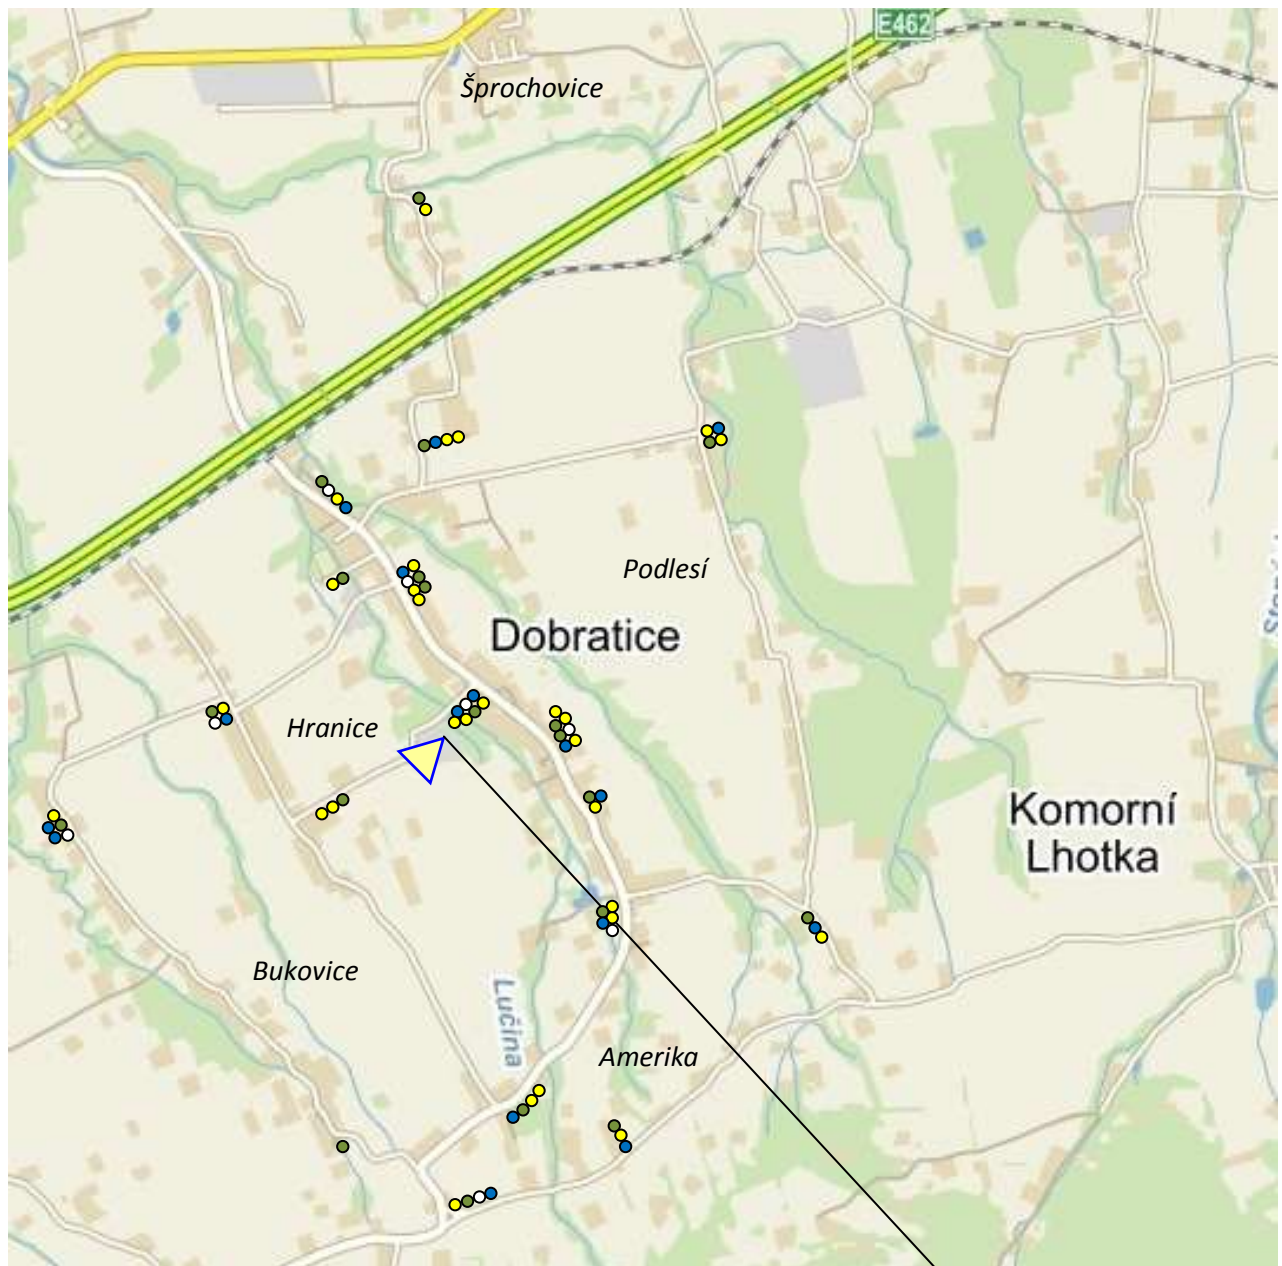 E462
Šprochovice
Podlesí
Dobratice
Hranice
Komorní
Lhotka
Bukovice
Lučina
Amerika